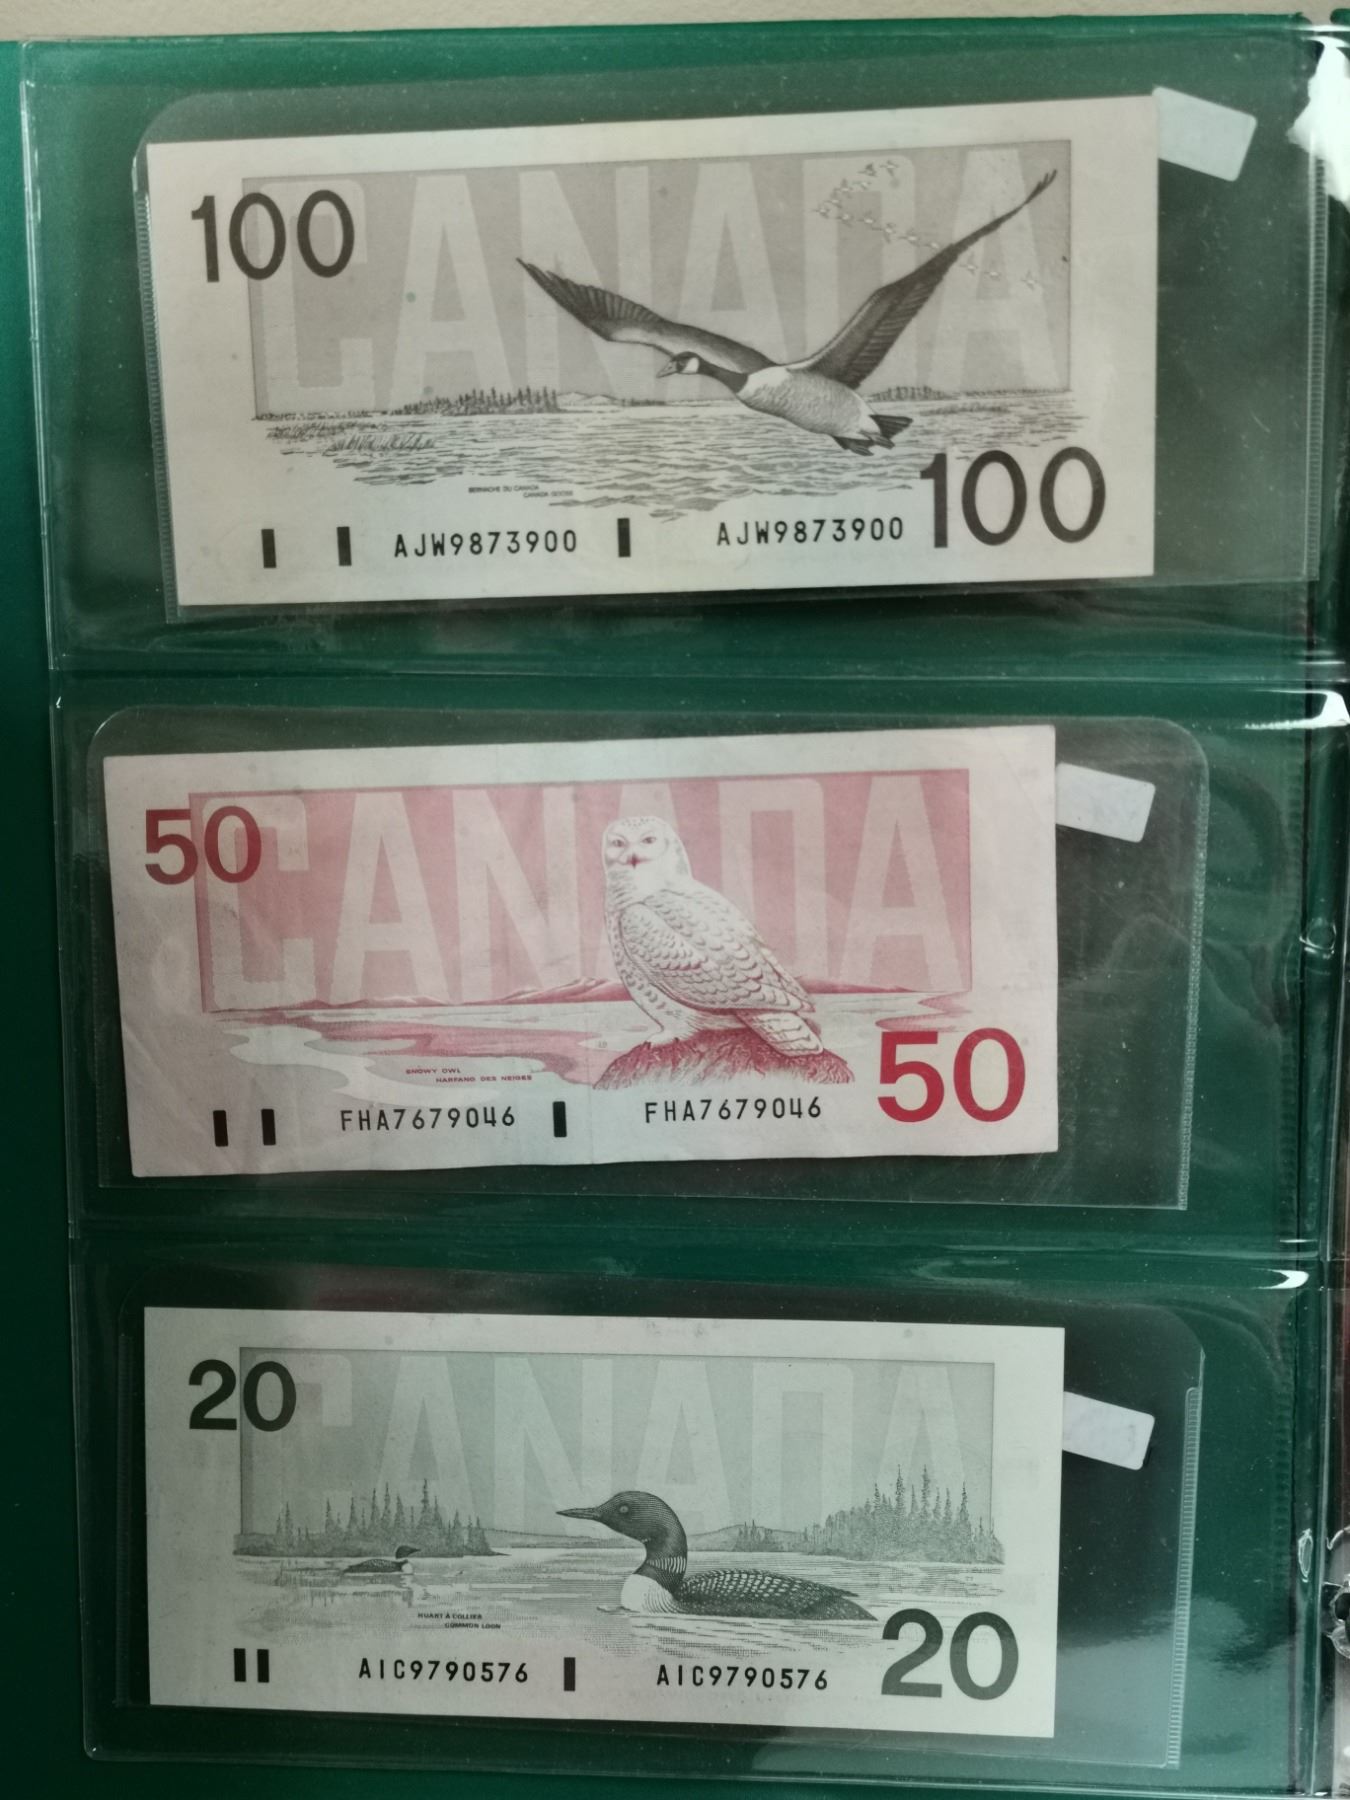 100
CANADA
BERNACHE DU CANADA
CANADA GOOSE
100
AJW9873900 AJW9873900
50
CANADA
SNOWY OWL
HARFANG DES NEIGES
50
FHA7679046 FHA7679046
20
CANADA
HUART À COLLIER
COMMON LOON
20
AIC9790576 AIC9790576